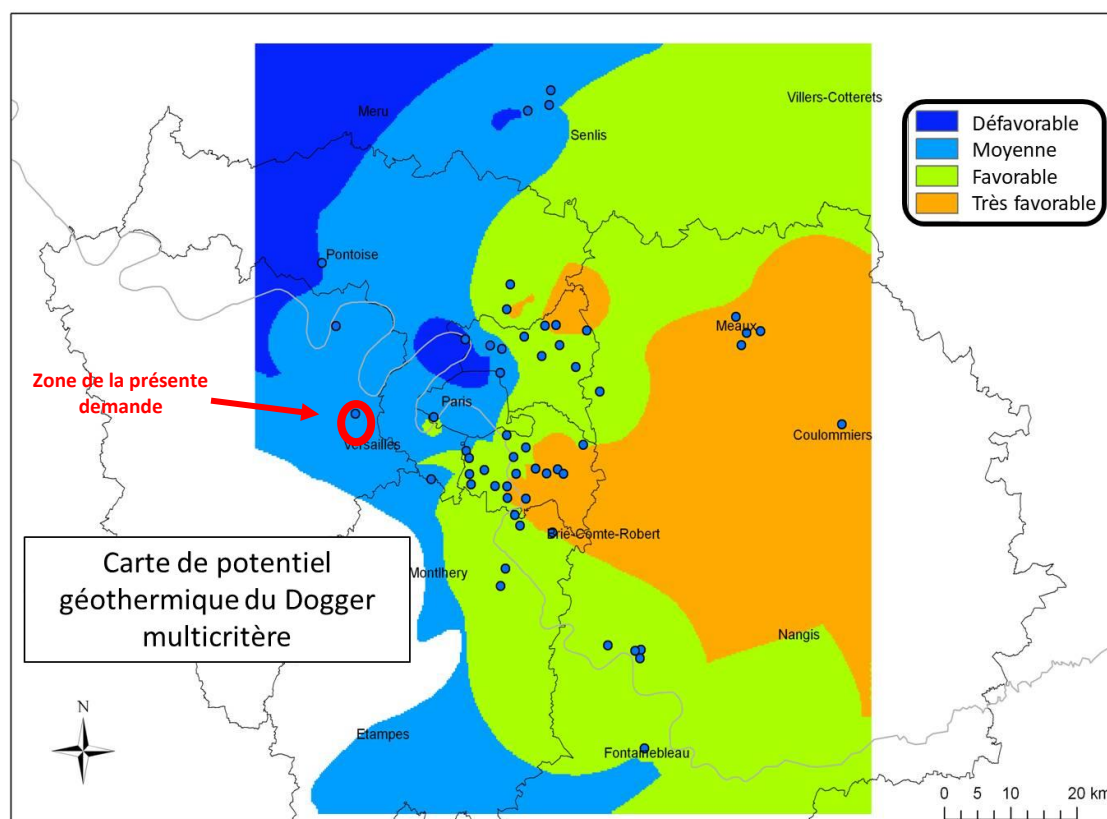 Meru
Villers-Cotterets
Senlis
Défavorable
Moyenne
Favorable
Très favorable
Pontoise
Meaux
Zone de la présente
demande
Paris
Versailles
Coulommiers
Brie-Comte-Robert
Carte de potentiel
géothermique du Dogger
multicritère
Montlhery
Nangis
N
Etampes
Fontainebleau
0 5 10 20 km